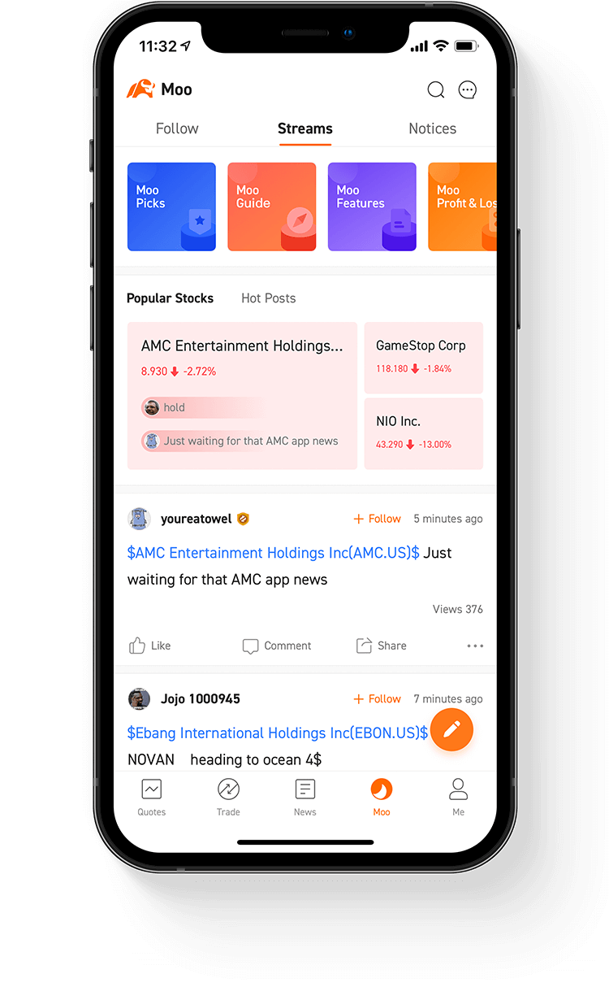 11:32
Moo
Follow Streams Notices
Moo
Picks
Moo
Guide
Moo
Features
Moo
Profit & Los
Popular Stocks Hot Posts
AMC Entertainment Holdings...
8.930 -2.72%
hold
Just waiting for that AMC app news
GameStop Corp
118.180 -1.84%
NIO Inc.
43.290 -13.00%
youreatowel + Follow 5 minutes ago
$AMC Entertainment Holdings Inc(AMC.US)$ Just
waiting for that AMC app news
Views 376
Like Comment Share
Jojo 1000945 + Follow 7 minutes ago
$Ebang International Holdings Inc(EBON.US)$
NOVAN heading to ocean 4$
Quotes Trade News Moo Me